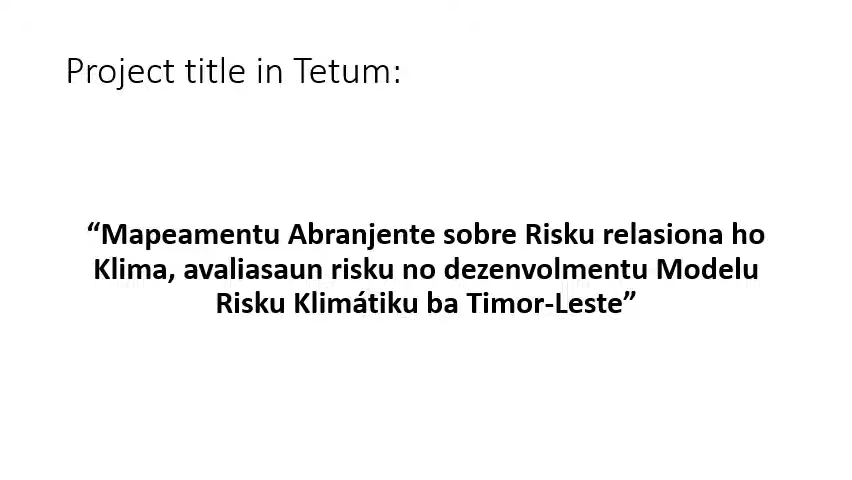 Project title in Tetum:
“Mapeamentu Abranjente sobre Risku relasiona ho
Klima, avaliasaun risku no dezenvolmentu Modelu
Risku Klimátiku ba Timor-Leste”